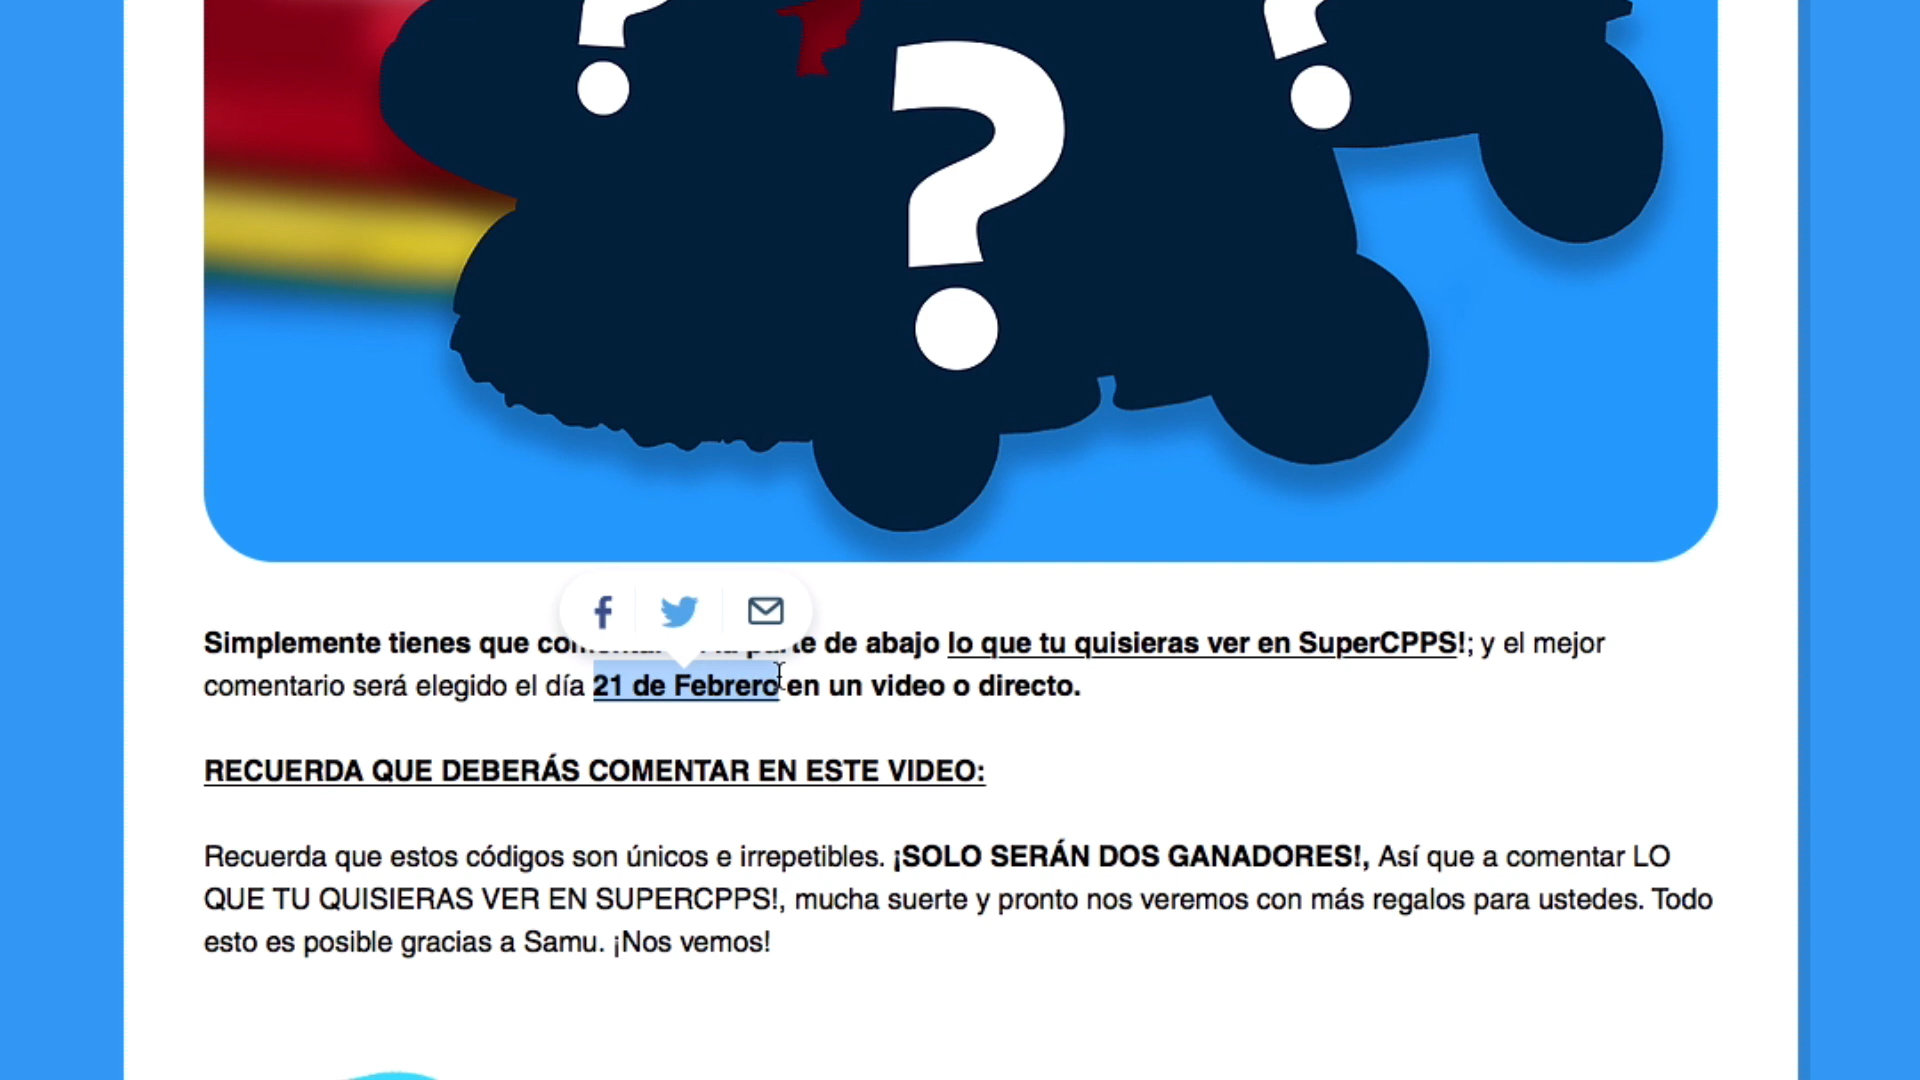 ? ? ?
Simplemente tienes que de abajo lo que tu quisieras ver en SuperCPPS!; y el mejor
comentario será elegido el día 21 de Febrero en un video o directo.
RECUERDA QUE DEBERÁS COMENTAR EN ESTE VIDEO:
Recuerda que estos códigos son únicos e irrepetibles. ¡SOLO SERÁN DOS GANADORES!, Así que a comentar LO
QUE TU QUISIERAS VER EN SUPERCPPS!, mucha suerte y pronto nos veremos con más regalos para ustedes. Todo
esto es posible gracias a Samu. ¡Nos vemos!